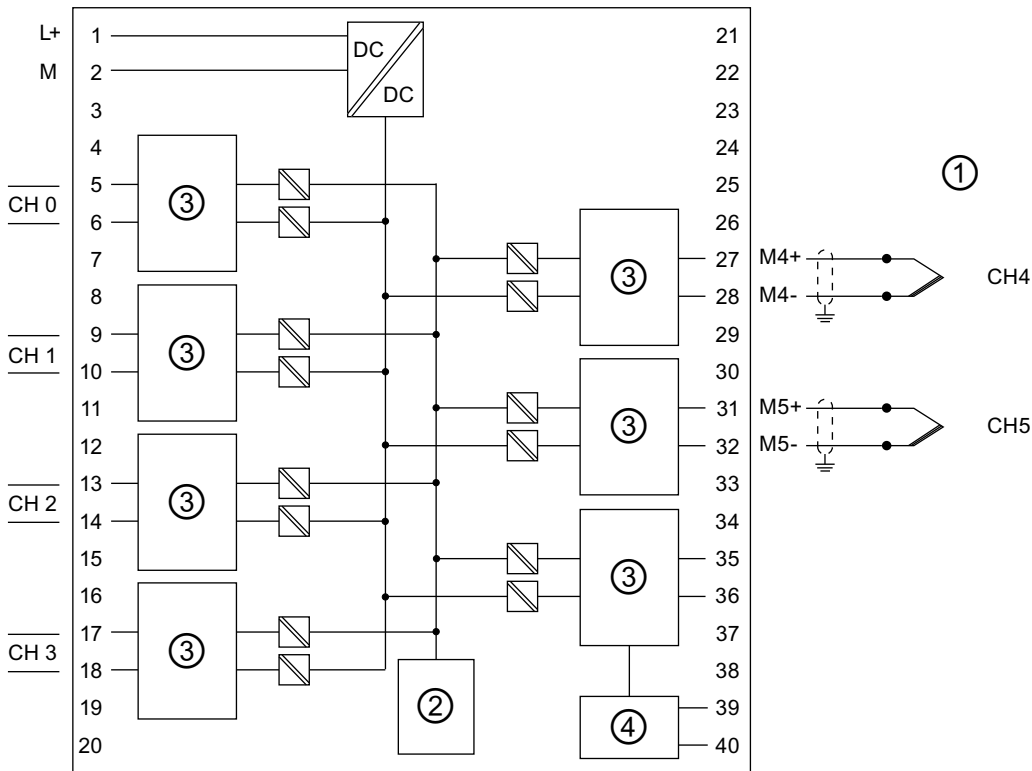 L+ 1 21
M 2 DC 22
3 DC 23
4 24
① 
5 25
CH 0 ③
6 26
7 27 M4+
③ CH4
8 28 M4-
9 29
CH 1 ③
10 30
11 31 M5+
③ CH5
12 32 M5-
13 33
CH 2 ③
14 34
15 35
③
16 36
17 37
CH 3 ③
18 38
19 39
② ④
20 40